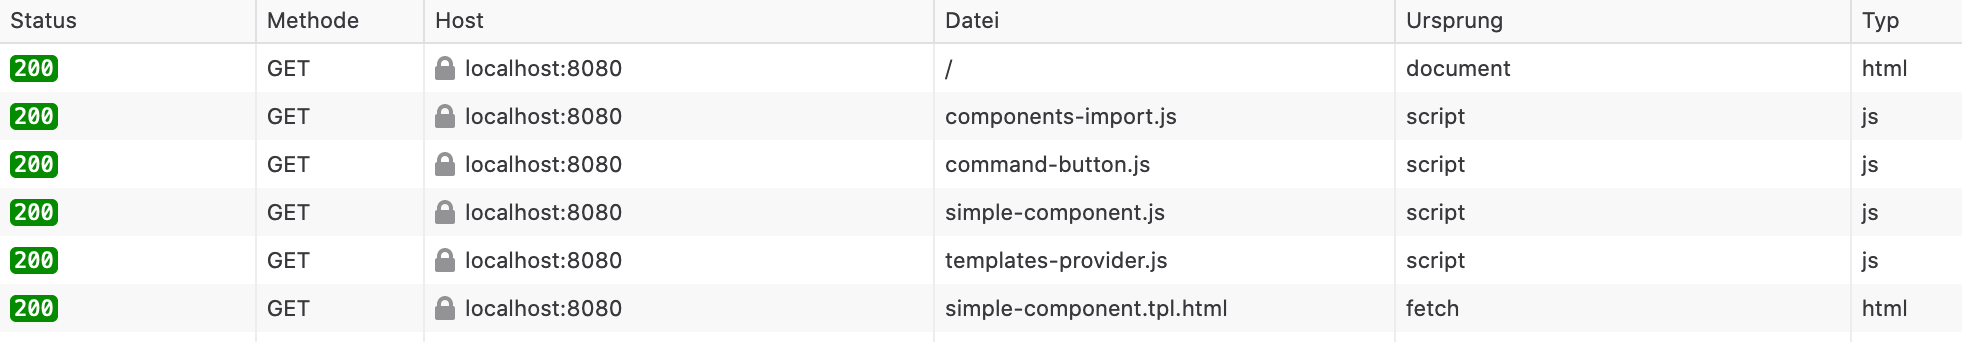 Status Methode Host Datei Ursprung Typ
200 GET localhost:8080 / document html
200 GET localhost:8080 components-import.js script js
200 GET localhost:8080 command-button.js script js
200 GET localhost:8080 simple-component.js script js
200 GET localhost:8080 templates-provider.js script js
200 GET localhost:8080 simple-component.tpl.html fetch html